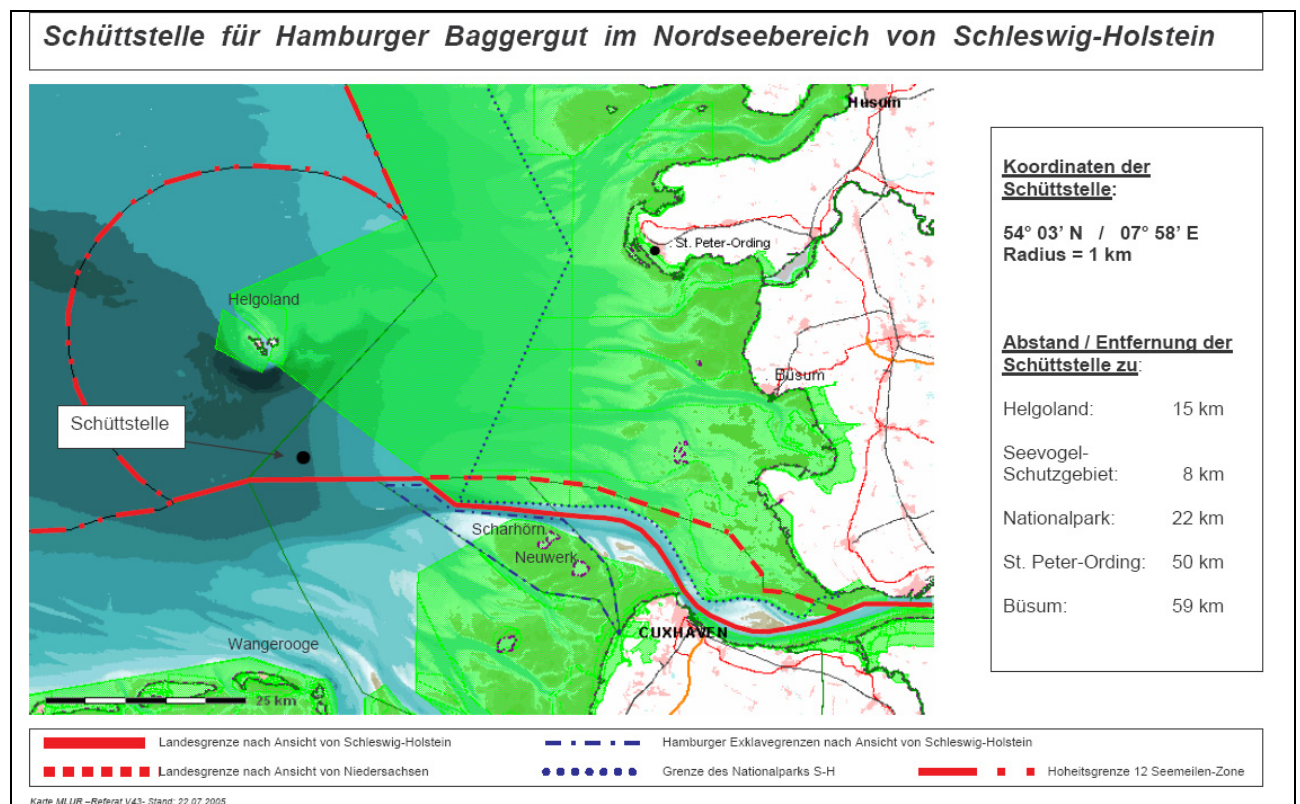 Schüttstelle für Hamburger Baggergut im Nordseebereich von Schleswig-Holstein
Husum
St. Peter-Ording
Helgoland
Büsum
Schüttstelle
Scharhörn
Neuwerk
CUXHAVEN
Wangerooge
25 km
Koordinaten der
Schüttstelle:
54° 03' N / 07° 58' E
Radius = 1 km
Abstand / Entfernung der
Schüttstelle zu:
Helgoland: 15 km
Seevogel-
Schutzgebiet: 8 km
Nationalpark: 22 km
St. Peter-Ording: 50 km
Büsum: 59 km
Landesgrenze nach Ansicht von Schleswig-Holstein
Hamburger Exklavegrenzen nach Ansicht von Schleswig-Holstein
Landesgrenze nach Ansicht von Niedersachsen
Grenze des Nationalparks S-H
Hoheitsgrenze 12 Seemeilen-Zone
Karte MLUR –Referat V43- Stand: 22.07.2005